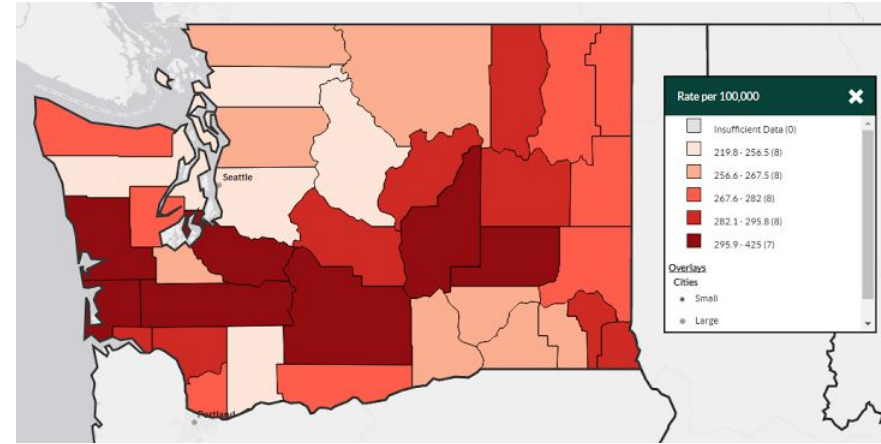 Rate per 100,000
Insufficient Data (0)
219.8 - 256.5 (8)
256.6 - 267.5 (8)
267.6 - 282 (8)
282.1 - 295.8 (8)
295.9 - 425 (7)
Overlays
Cities
Small
Large
Seattle
Portland